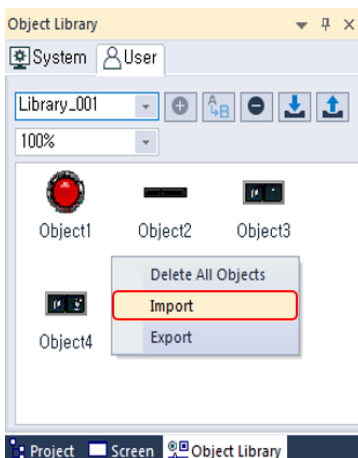 Object Library
System User
Library_001
A B
100%
Object1 Object2 Object3
Delete All Objects
Import
Object4
Export
Project Screen Object Library